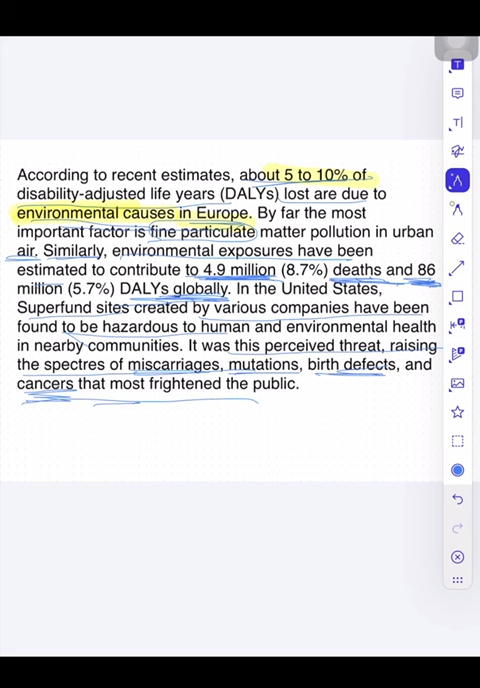 According to recent estimates, about 5 to 10% of
disability-adjusted life years (DALYs) lost are due to
environmental causes in Europe. By far the most
important factor is fine particulate matter pollution in urban
air. Similarly, environmental exposures have been
estimated to contribute to 4.9 million (8.7%) deaths and 86
million (5.7%) DALYs globally. In the United States,
Superfund sites created by various companies have been
found to be hazardous to human and environmental health
in nearby communities. It was this perceived threat, raising
the spectres of miscarriages, mutations, birth defects, and
cancers that most frightened the public.